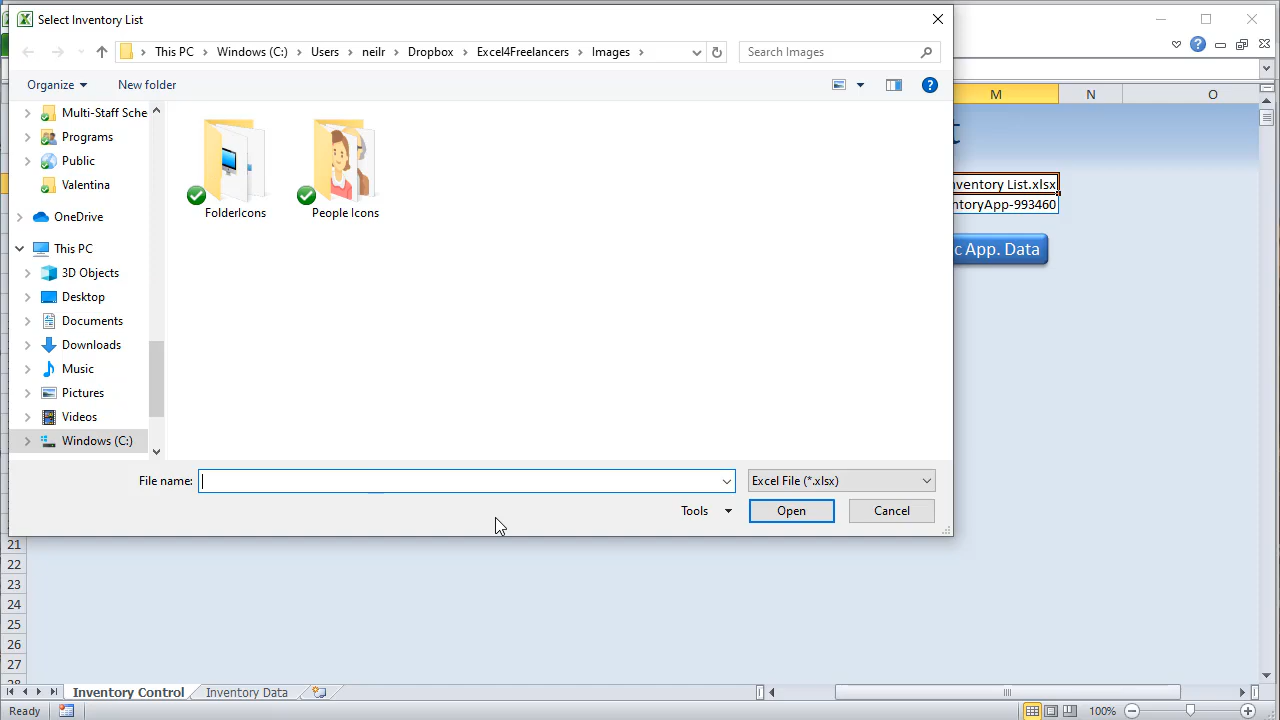 Select Inventory List
This PC > Windows (C:) > Users > neilr > Dropbox > Excel4Freelancers > Images >
Search Images
Organize
New folder
Multi-Staff Sche
Programs
Public
Valentina
OneDrive
This PC
3D Objects
Desktop
Documents
Downloads
Music
Pictures
Videos
Windows (C:)
FolderIcons
People Icons
File name:
Excel File (*.xlsx)
Tools
Open
Cancel
M N O
t
nventory List.xlsx
ntoryApp-993460
c App. Data
21
22
23
24
25
26
27
28
Inventory Control
Inventory Data
Ready
100%